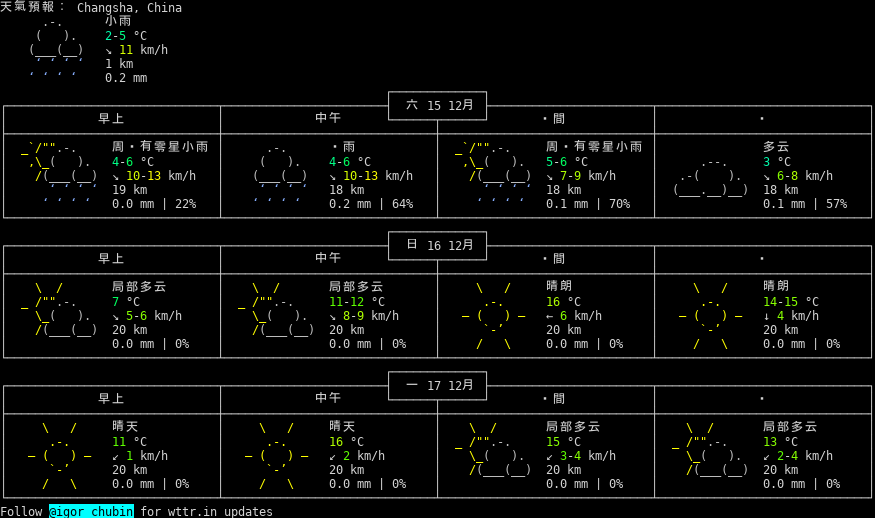 天氣預報： Changsha, China
小雨
2-5 °C
↘ 11 km/h
1 km
0.2 mm
六 15 12月
早上 中午 ・間 ・
周・有零星小雨 ・雨 周・有零星小雨 多云
4-6 °C 4-6 °C 5-6 °C 3 °C
↘ 10-13 km/h ↘ 10-13 km/h ↘ 7-9 km/h ↘ 6-8 km/h
19 km 18 km 18 km 18 km
0.0 mm | 22% 0.2 mm | 64% 0.1 mm | 70% 0.1 mm | 57%
日 16 12月
早上 中午 ・間 ・
局部多云 局部多云 晴朗 晴朗
7 °C 11-12 °C 16 °C 14-15 °C
↘ 5-6 km/h ↘ 8-9 km/h ← 6 km/h ↓ 4 km/h
20 km 20 km 20 km 20 km
0.0 mm | 0% 0.0 mm | 0% 0.0 mm | 0% 0.0 mm | 0%
一 17 12月
早上 中午 ・間 ・
晴天 晴天 局部多云 局部多云
11 °C 16 °C 15 °C 13 °C
↙ 1 km/h ↙ 2 km/h ↙ 3-4 km/h ↙ 2-4 km/h
20 km 20 km 20 km 20 km
0.0 mm | 0% 0.0 mm | 0% 0.0 mm | 0% 0.0 mm | 0%
Follow @igor_chubin for wttr.in updates